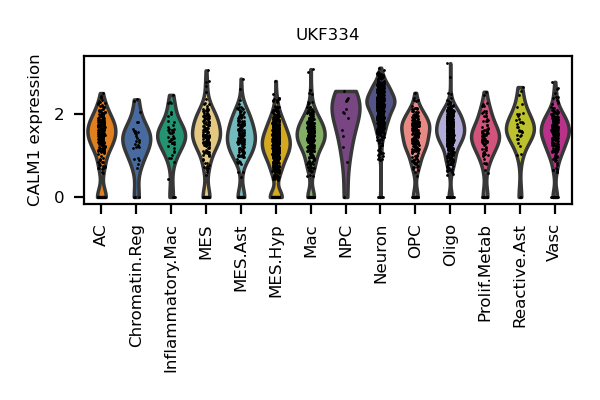 UKF334
CALM1 expression
2
0
AC
Chromatin.Reg
Inflammatory.Mac
MES
MES.Ast
MES.Hyp
Mac
NPC
Neuron
OPC
Oligo
Prolif.Metab
Reactive.Ast
Vasc